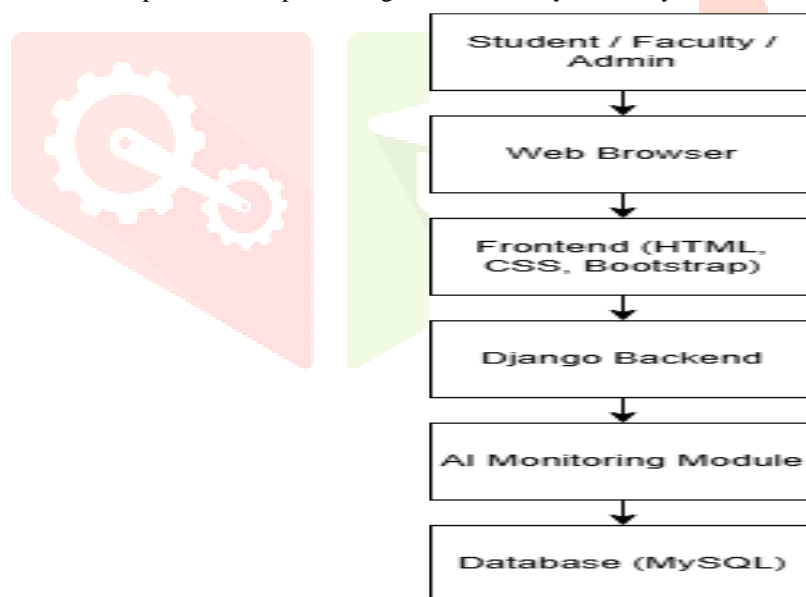 Student / Faculty /
Admin
Web Browser
Frontend (HTML,
CSS, Bootstrap)
Django Backend
AI Monitoring Module
Database (MySQL)